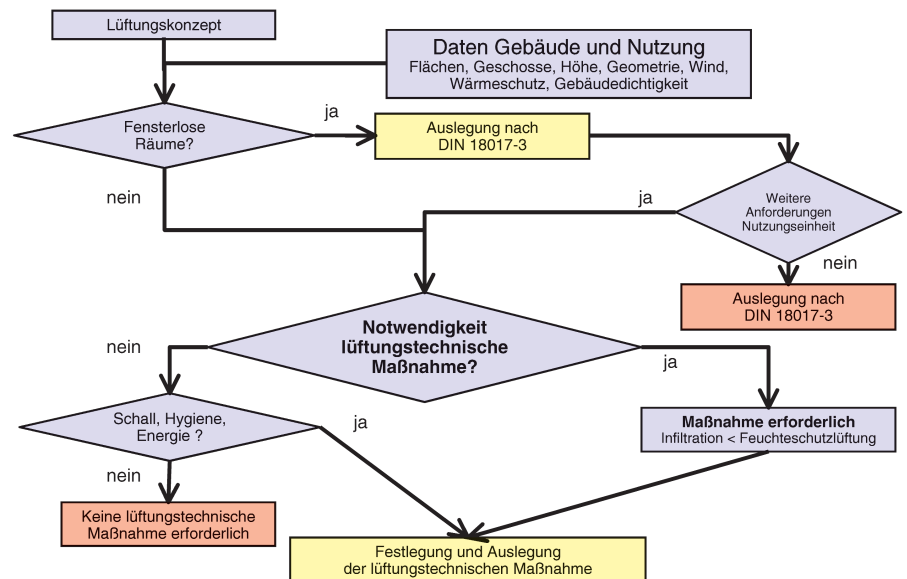 Lüftungskonzept
Daten Gebäude und Nutzung
Flächen, Geschosse, Höhe, Geometrie, Wind,
Wärmeschutz, Gebäudedichtigkeit
Fensterlose
Räume?
ja
Auslegung nach
DIN 18017-3
nein
ja
Weitere
Anforderungen
Nutzungseinheit
nein
Auslegung nach
DIN 18017-3
Notwendigkeit
lüftungstechnische
Maßnahme?
nein
ja
Schall, Hygiene,
Energie ?
ja
Maßnahme erforderlich
Infiltration < Feuchteschutzlüftung
nein
Keine lüftungstechnische
Maßnahme erforderlich
Festlegung und Auslegung
der lüftungstechnischen Maßnahme